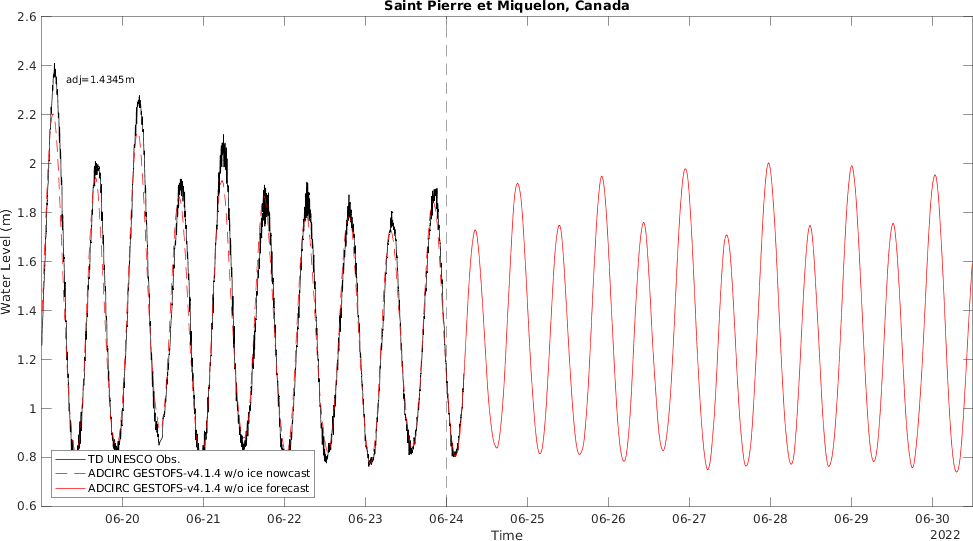 Saint Pierre et Miquelon, Canada
2.6
2.4
adj=1.4345m
2.2
2
1.8
1.6
1.4
1.2
1
0.8
0.6
Water Level (m)
TD UNESCO Obs.
ADCIRC GESTOFS-v4.1.4 w/o ice nowcast
ADCIRC GESTOFS-v4.1.4 w/o ice forecast
06-20 06-21 06-22 06-23 06-24 06-25 06-26 06-27 06-28 06-29 06-30
Time
2022